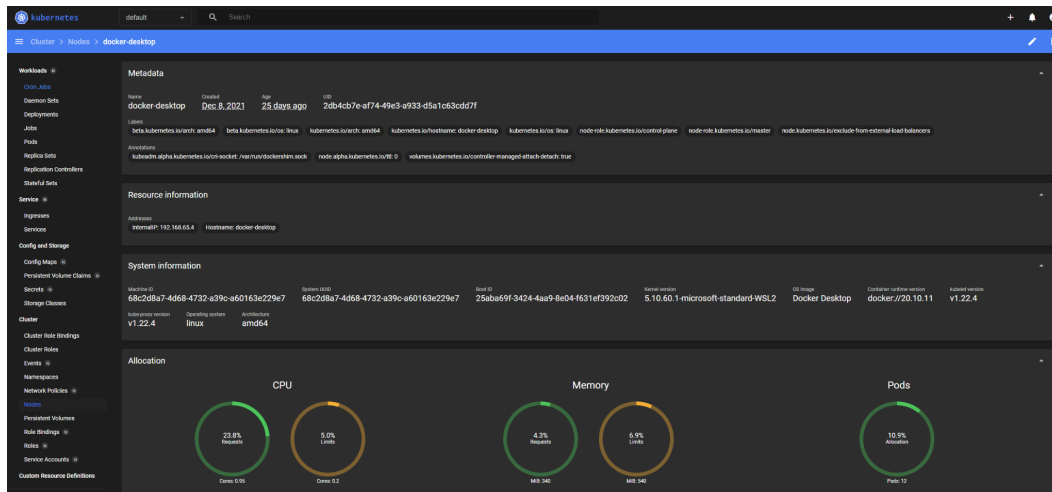 kubernetes
default
Search
Cluster > Nodes > docker-desktop
Workloads N
Cron Jobs
Daemon Sets
Deployments
Jobs
Pods
Replica Sets
Replication Controllers
Stateful Sets
Service N
Ingresses
Services
Config and Storage
Config Maps N
Persistent Volume Claims N
Secrets N
Storage Classes
Cluster
Cluster Role Bindings
Cluster Roles
Events N
Namespaces
Network Policies N
Nodes
Persistent Volumes
Role Bindings N
Roles N
Service Accounts N
Custom Resource Definitions
Metadata
Name Created Age UID
docker-desktop Dec 8, 2021 25 days ago 2db4cb7e-af74-49e3-a933-d5a1c63cdd7f
Labels
beta.kubernetes.io/arch: amd64 beta.kubernetes.io/os: linux kubernetes.io/arch: amd64 kubernetes.io/hostname: docker-desktop kubernetes.io/os: linux node-role.kubernetes.io/control-plane node-role.kubernetes.io/master node.kubernetes.io/exclude-from-external-load-balancers
Annotations
kubeadm.alpha.kubernetes.io/cri-socket: /var/run/dockershim.sock node.alpha.kubernetes.io/ttl: 0 volumes.kubernetes.io/controller-managed-attach-detach: true
Resource information
Addresses
InternalIP: 192.168.65.4 Hostname: docker-desktop
System information
Machine ID System UUID Boot ID Kernel version OS Image Container runtime version kubelet version
68c2d8a7-4d68-4732-a39c-a60163e229e7 68c2d8a7-4d68-4732-a39c-a60163e229e7 25aba69f-3424-4aa9-8e04-f631ef392c02 5.10.60.1-microsoft-standard-WSL2 Docker Desktop docker://20.10.11 v1.22.4
kube-proxy version Operating system Architecture
v1.22.4 linux amd64
Allocation
CPU Memory Pods
23.8% 5.0% 4.3% 6.9% 10.9%
Requests Limits Requests Limits Allocation
Cores: 0.95 Cores: 0.2 MiB: 340 MiB: 540 Pods: 12